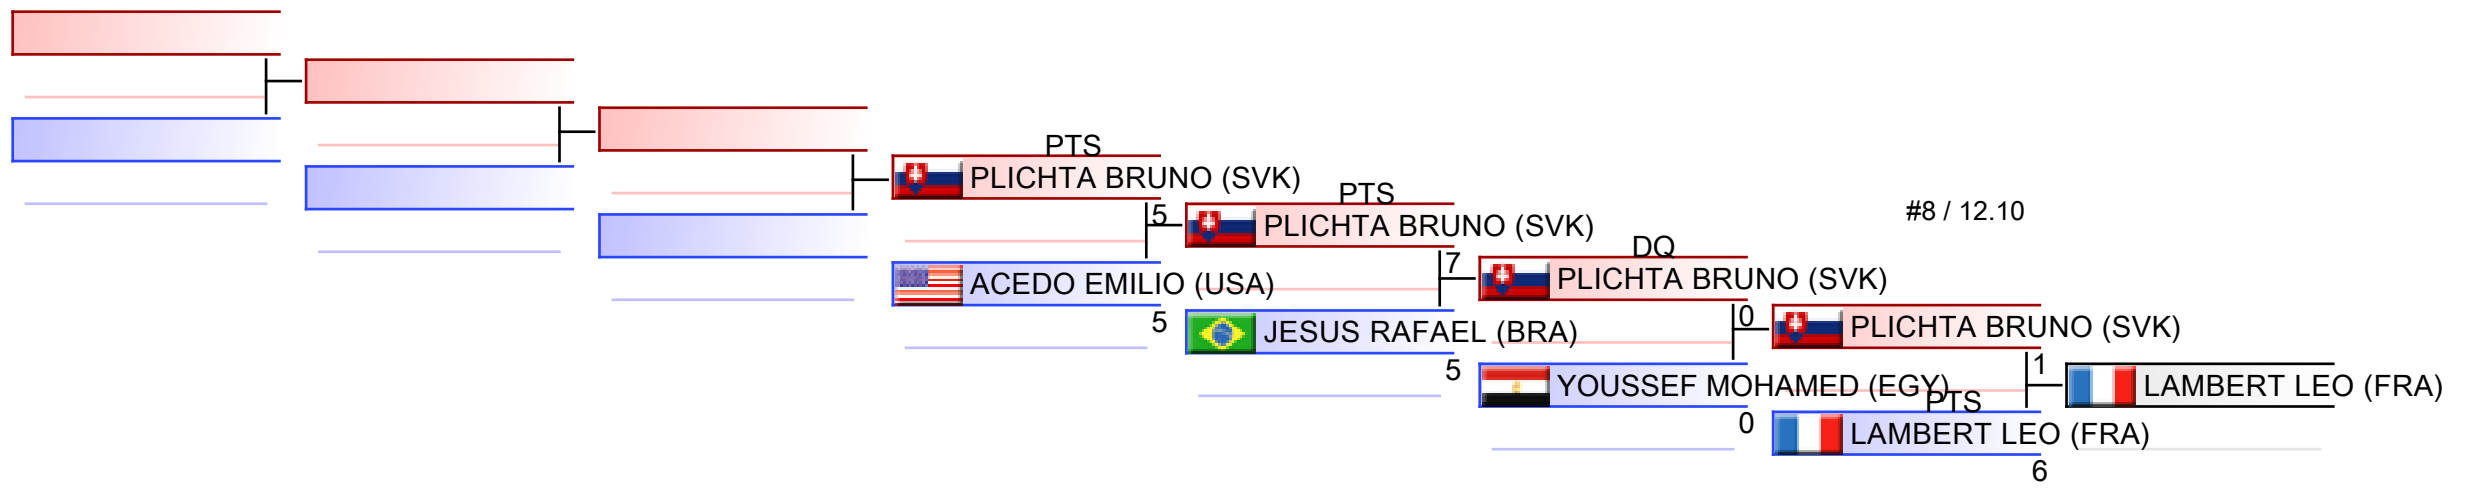 PTS
PLICHTA BRUNO (SVK)
5
ACEDO EMILIO (USA)
5
PTS
PLICHTA BRUNO (SVK)
7
JESUS RAFAEL (BRA)
5
DQ
PLICHTA BRUNO (SVK)
0
YOUSSEF MOHAMED (EGY)
0
#8 / 12.10
PLICHTA BRUNO (SVK)
1
PTS
LAMBERT LEO (FRA)
6
LAMBERT LEO (FRA)